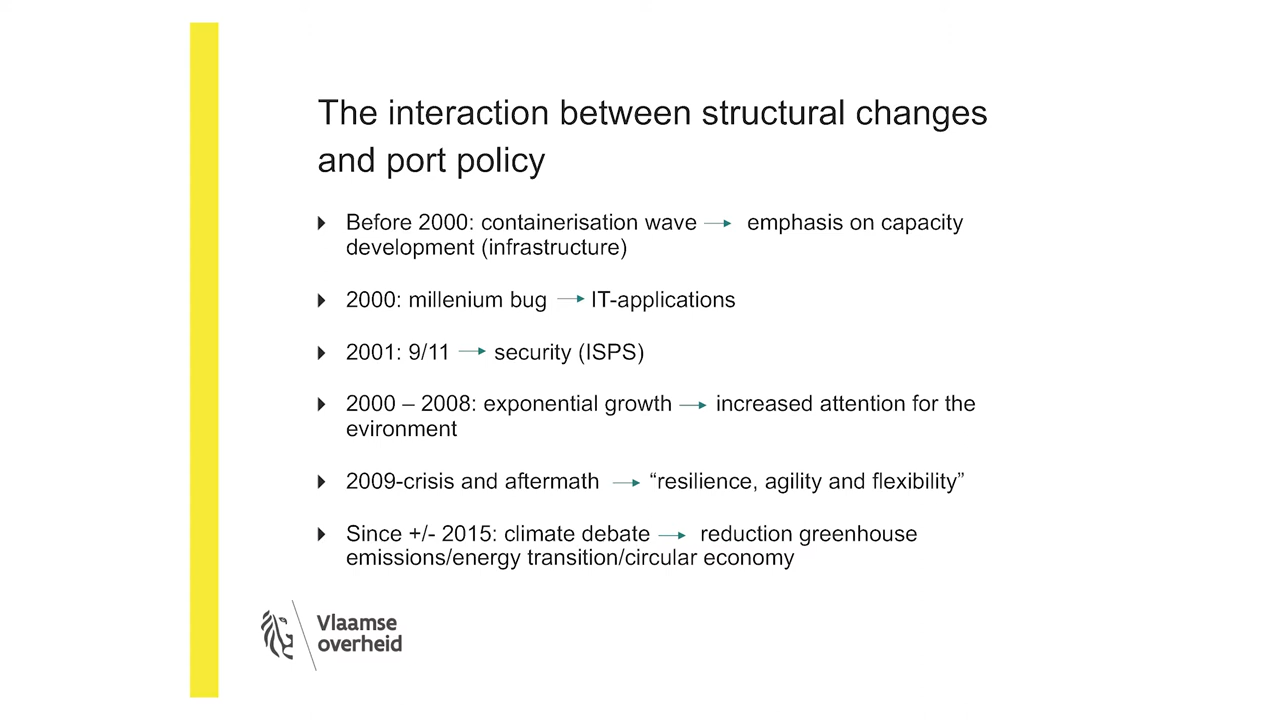 The interaction between structural changes
and port policy
Before 2000: containerisation wave → emphasis on capacity
development (infrastructure)
2000: millenium bug → IT-applications
2001: 9/11 → security (ISPS)
2000 – 2008: exponential growth → increased attention for the
evironment
2009-crisis and aftermath → “resilience, agility and flexibility”
Since +/- 2015: climate debate → reduction greenhouse
emissions/energy transition/circular economy
Vlaamse
overheid